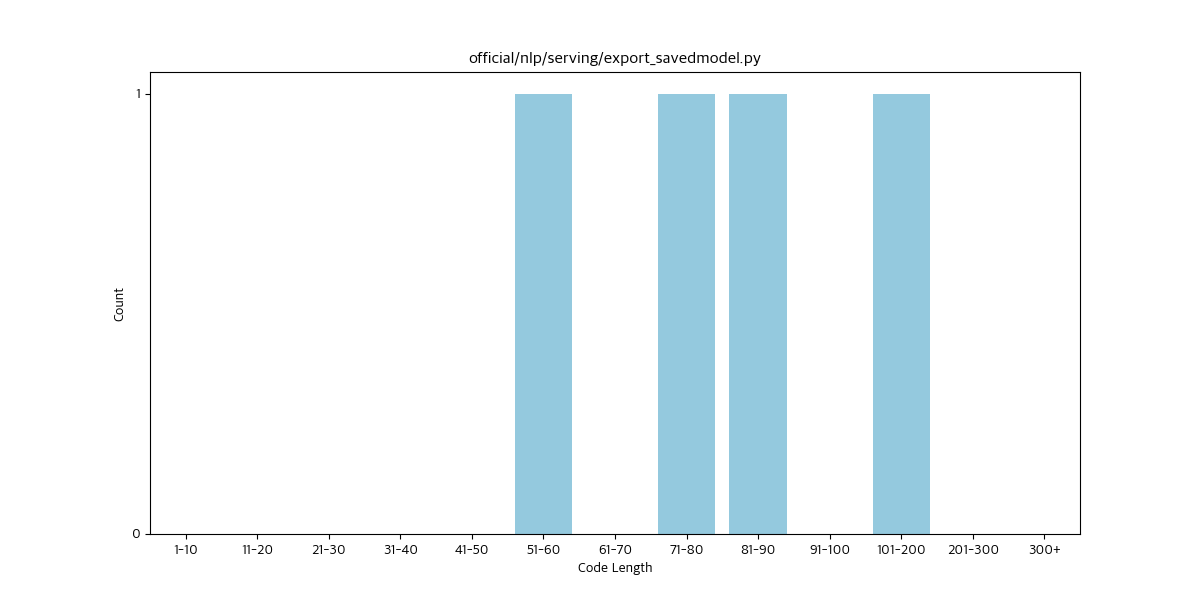 official/nlp/serving/export_savedmodel.py
Count
1
0
1-10 11-20 21-30 31-40 41-50 51-60 61-70 71-80 81-90 91-100 101-200 201-300 300+
Code Length